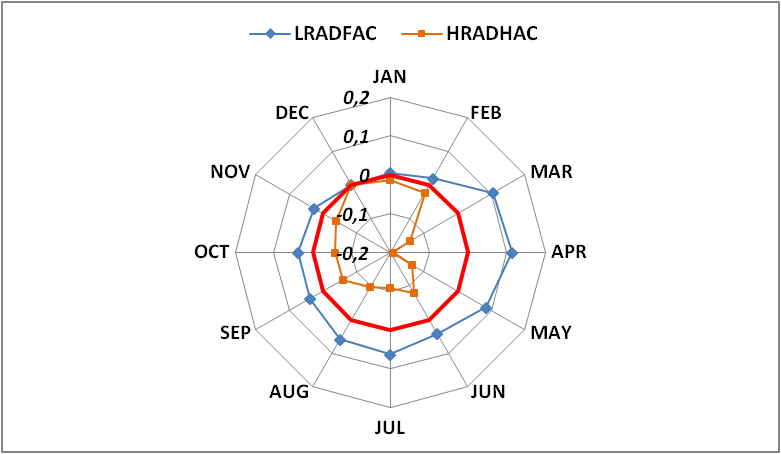 LRADFAC HRADHAC
JAN
0,2
DEC FEB
0,1
NOV 0 MAR
-0,1
OCT -0,2 APR
SEP MAY
AUG JUN
JUL